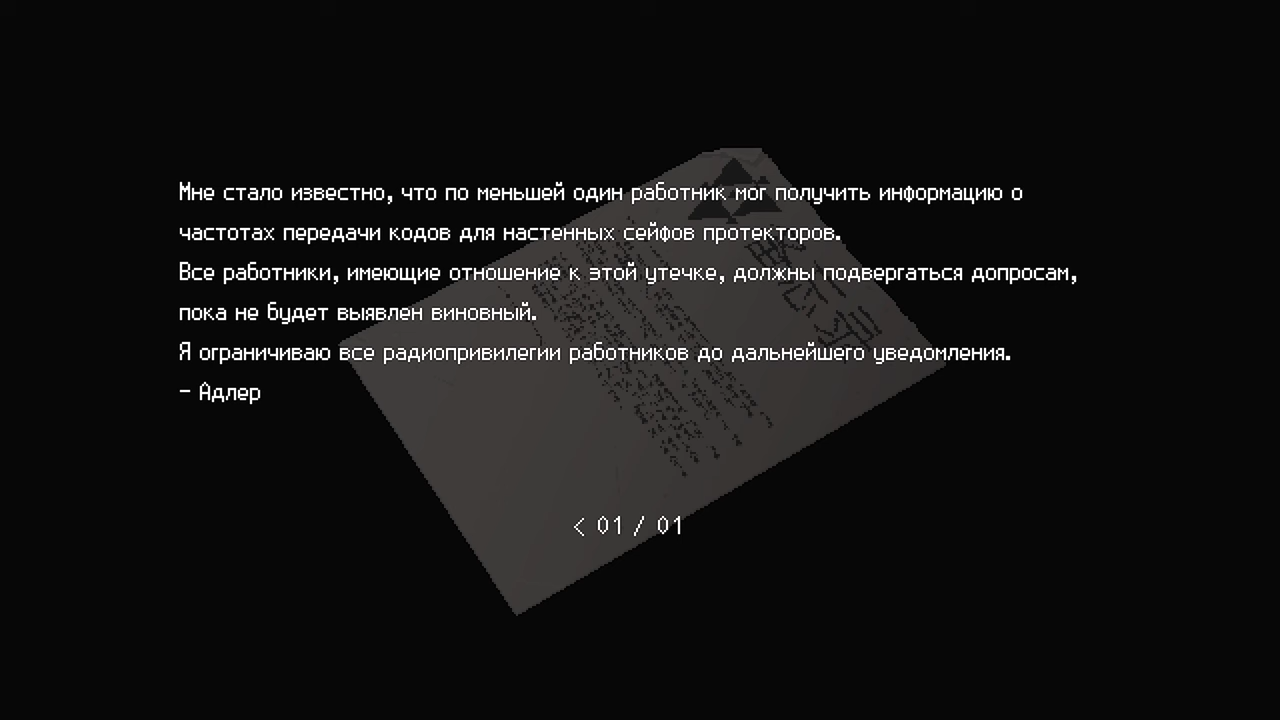 Мне стало известно, что по меньшей один работник мог получить информацию о
частотах передачи кодов для настенных сейфов протекторов.
Все работники, имеющие отношение к этой утечке, должны подвергаться допросам,
пока не будет выявлен виновный.
Я ограничиваю все радиопривилегии работников до дальнейшего уведомления.
- Адлер
< 01 / 01